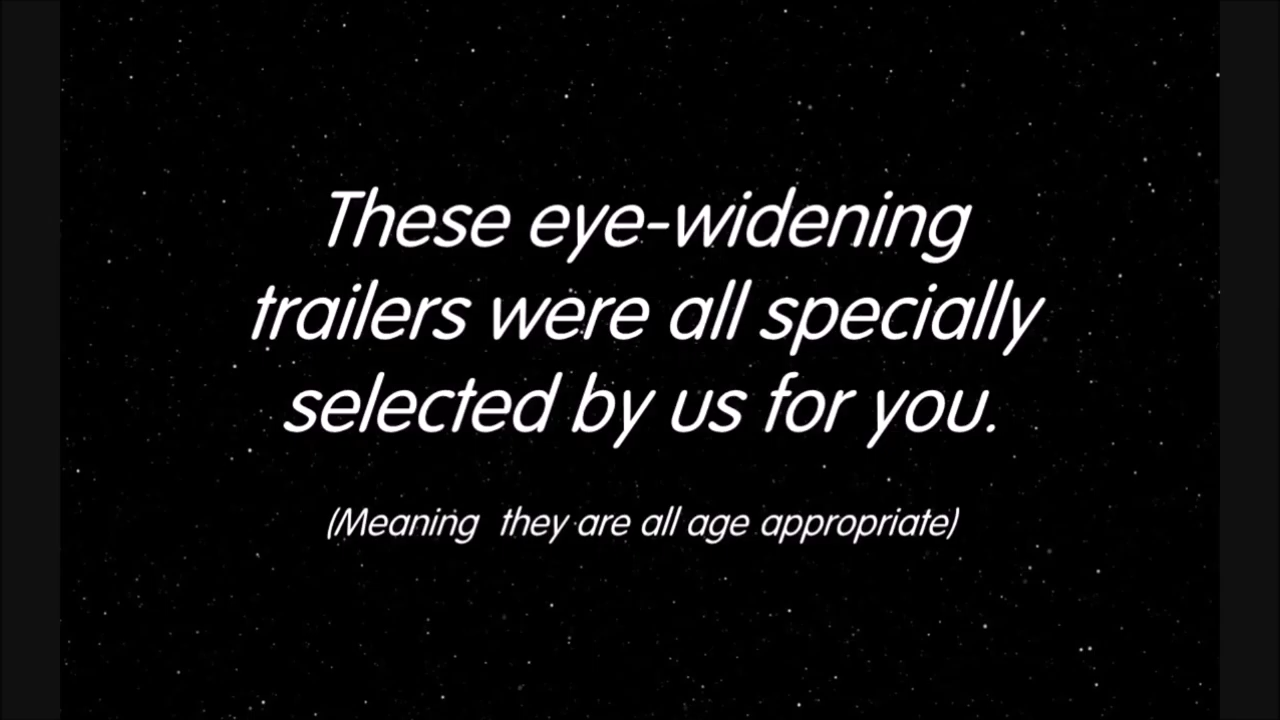 These eye-widening
trailers were all specially
selected by us for you.
(Meaning they are all age appropriate)